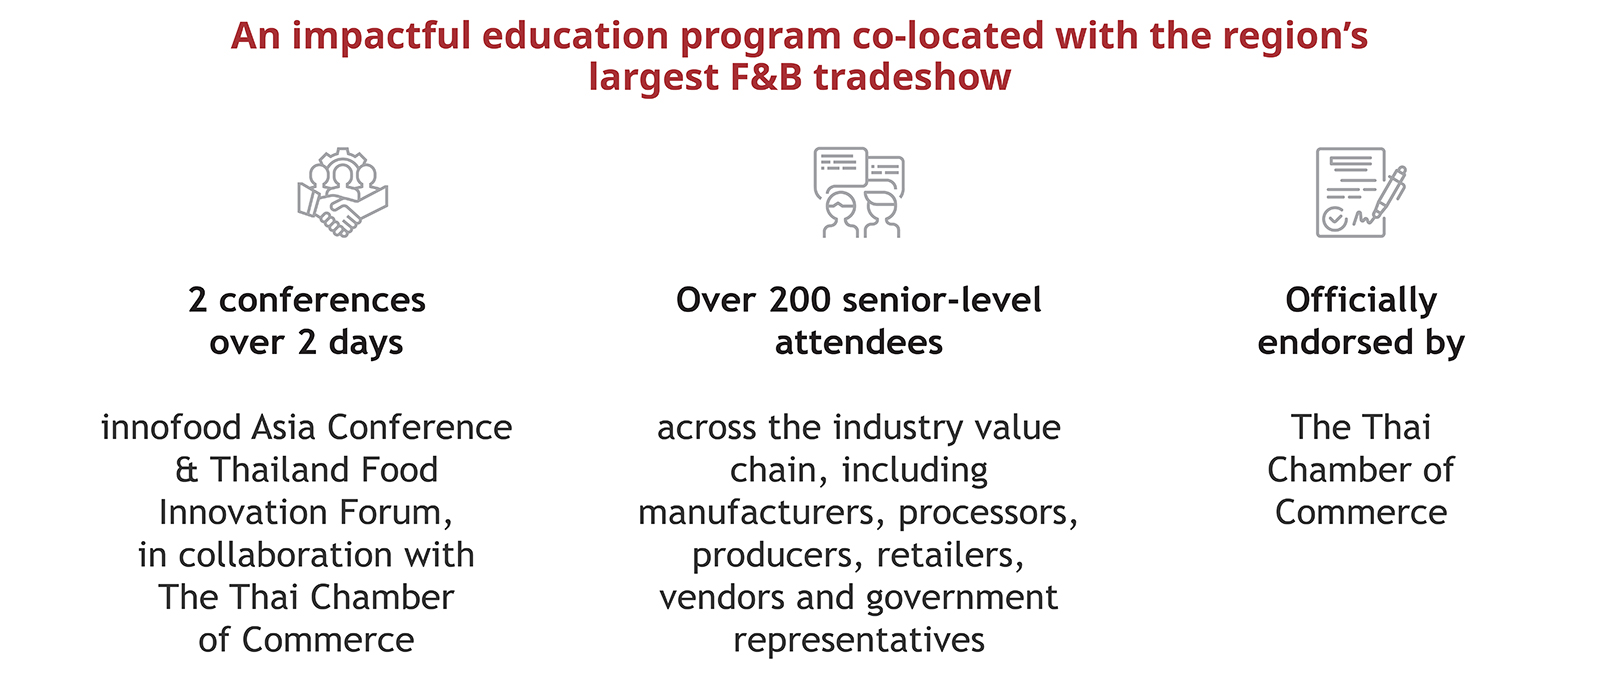 An impactful education program co-located with the region’s
largest F&B tradeshow
2 conferences
over 2 days
innofood Asia Conference
& Thailand Food
Innovation Forum,
in collaboration with
The Thai Chamber
of Commerce
Over 200 senior-level
attendees
across the industry value
chain, including
manufacturers, processors,
producers, retailers,
vendors and government
representatives
Officially
endorsed by
The Thai
Chamber of
Commerce